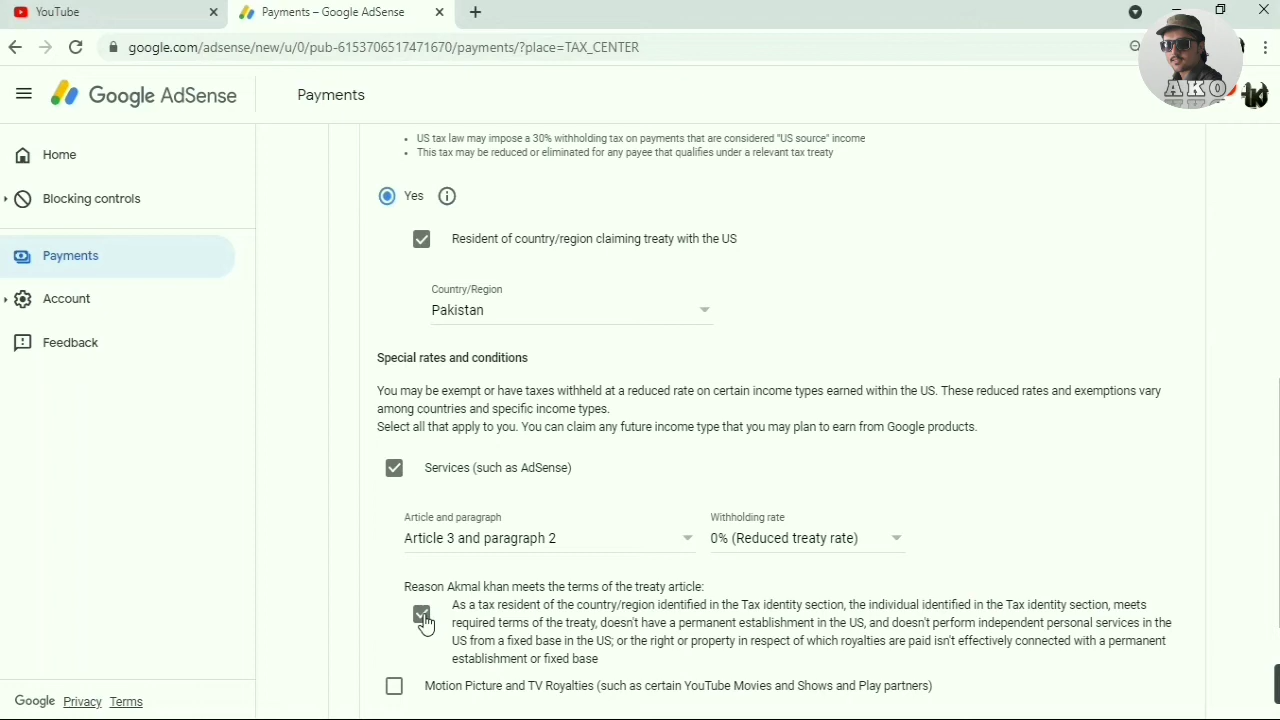 YouTube
Payments – Google AdSense
google.com/adsense/new/u/0/pub-6153706517471670/payments/?place=TAX_CENTER
AKO
Google AdSense
Payments
Home
Blocking controls
Payments
Account
Feedback
Google Privacy Terms
US tax law may impose a 30% withholding tax on payments that are considered "US source" income
This tax may be reduced or eliminated for any payee that qualifies under a relevant tax treaty
Yes
Resident of country/region claiming treaty with the US
Country/Region
Pakistan
Special rates and conditions
You may be exempt or have taxes withheld at a reduced rate on certain income types earned within the US. These reduced rates and exemptions vary
among countries and specific income types.
Select all that apply to you. You can claim any future income type that you may plan to earn from Google products.
Services (such as AdSense)
Article and paragraph
Article 3 and paragraph 2
Withholding rate
0% (Reduced treaty rate)
Reason Akmal khan meets the terms of the treaty article:
As a tax resident of the country/region identified in the Tax identity section, the individual identified in the Tax identity section, meets
required terms of the treaty, doesn't have a permanent establishment in the US, and doesn't perform independent personal services in the
US from a fixed base in the US; or the right or property in respect of which royalties are paid isn't effectively connected with a permanent
establishment or fixed base
Motion Picture and TV Royalties (such as certain YouTube Movies and Shows and Play partners)